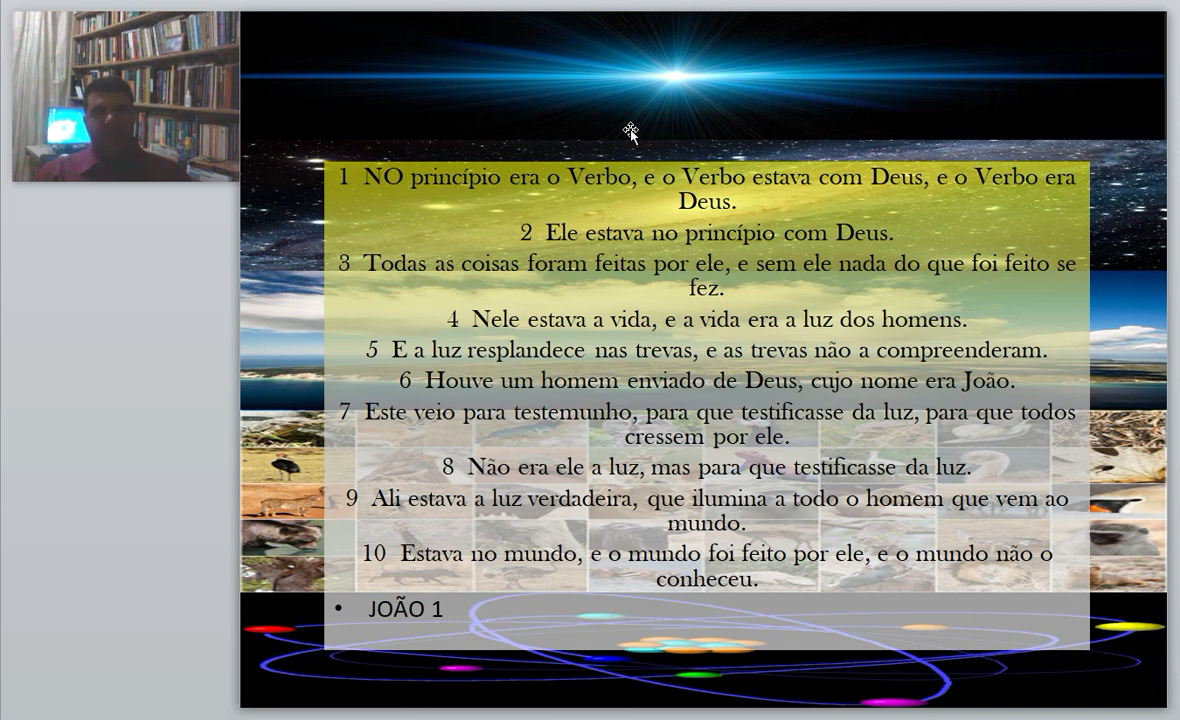 1 NO princípio era o Verbo, e o Verbo estava com Deus, e o Verbo era
Deus.
2 Ele estava no princípio com Deus.
3 Todas as coisas foram feitas por ele, e sem ele nada do que foi feito se
fez.
4 Nele estava a vida, e a vida era a luz dos homens.
5 E a luz resplandece nas trevas, e as trevas não a compreenderam.
6 Houve um homem enviado de Deus, cujo nome era João.
7 Este veio para testemunho, para que testificasse da luz, para que todos
cressem por ele.
8 Não era ele a luz, mas para que testificasse da luz.
9 Ali estava a luz verdadeira, que ilumina a todo o homem que vem ao
mundo.
10 Estava no mundo, e o mundo foi feito por ele, e o mundo não o
conheceu.
• JOÃO 1